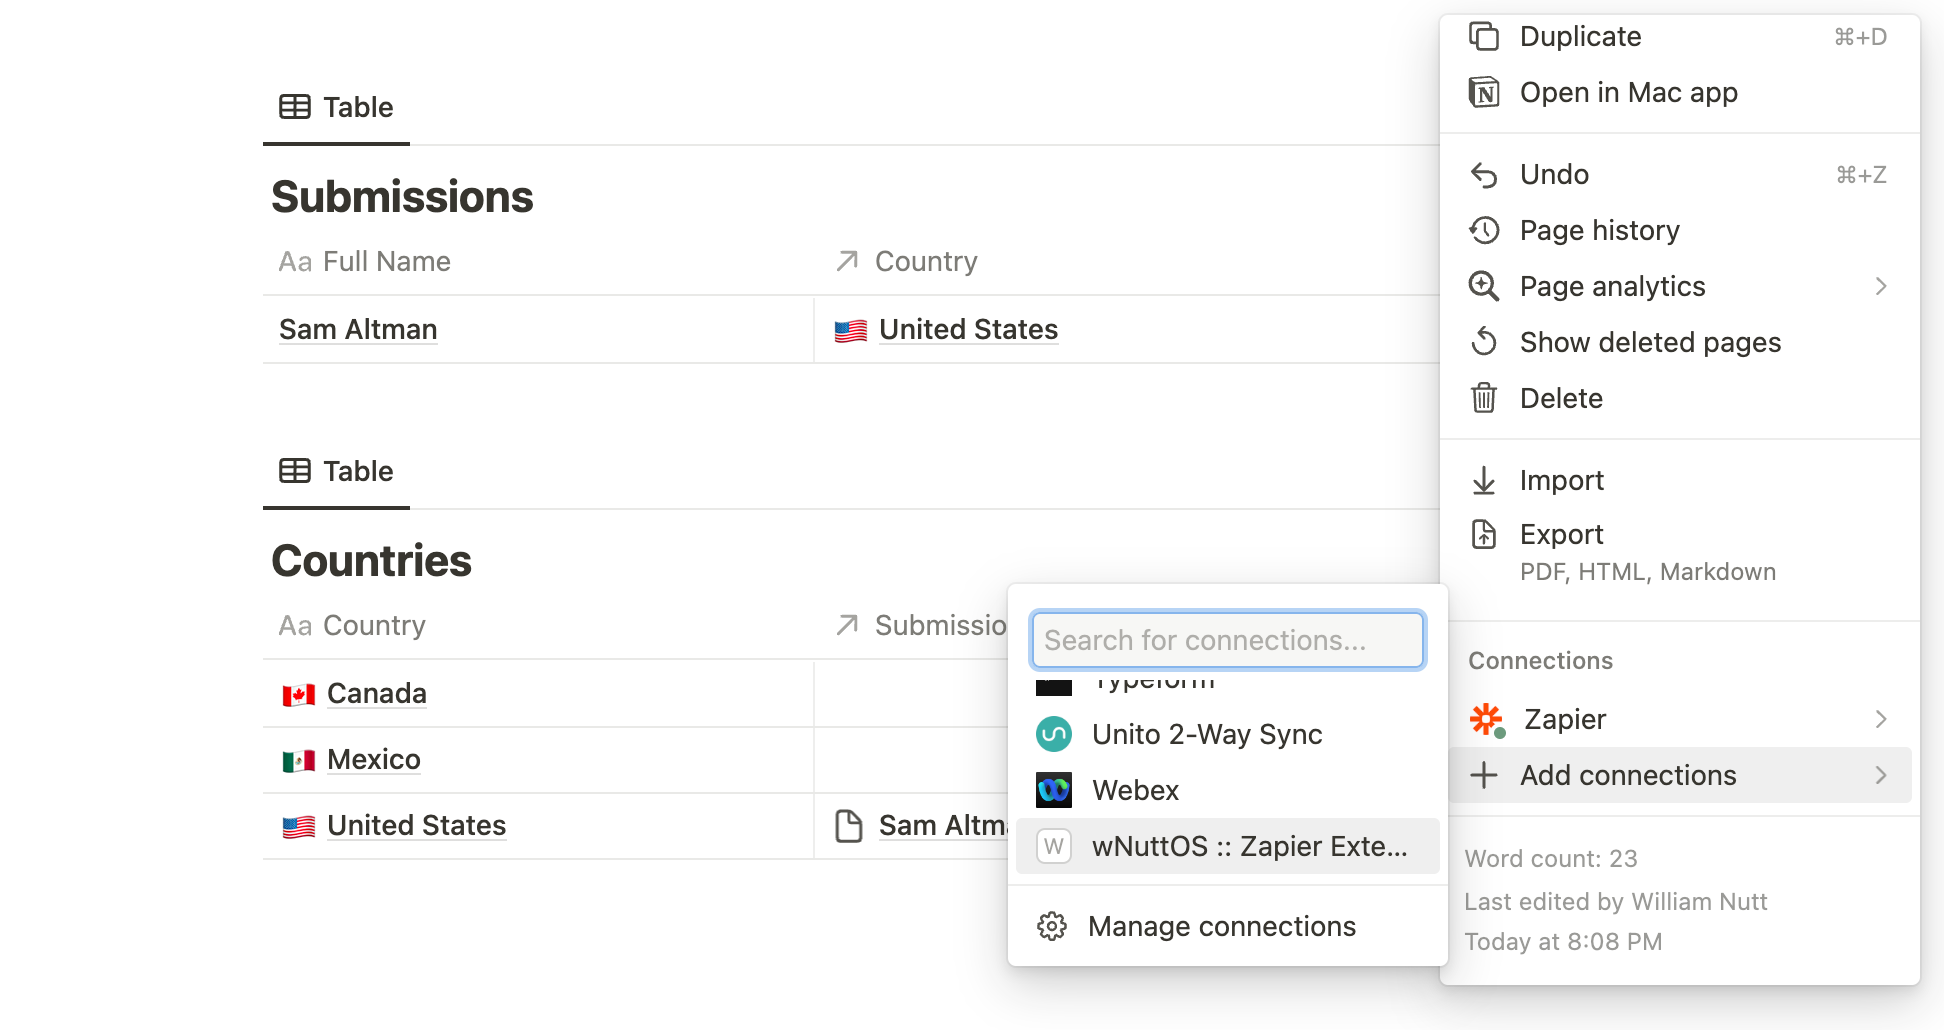 Table
Submissions
Aa Full Name
Country
Sam Altman
United States
Table
Countries
Aa Country
Submissio
Canada
Mexico
United States
Sam Altma
Search for connections...
Typeform
Unito 2-Way Sync
Webex
W wNuttOS :: Zapier Exte...
Manage connections
Duplicate ⌘+D
Open in Mac app
Undo ⌘+Z
Page history
Page analytics
Show deleted pages
Delete
Import
Export
PDF, HTML, Markdown
Connections
Zapier
Add connections
Word count: 23
Last edited by William Nutt
Today at 8:08 PM